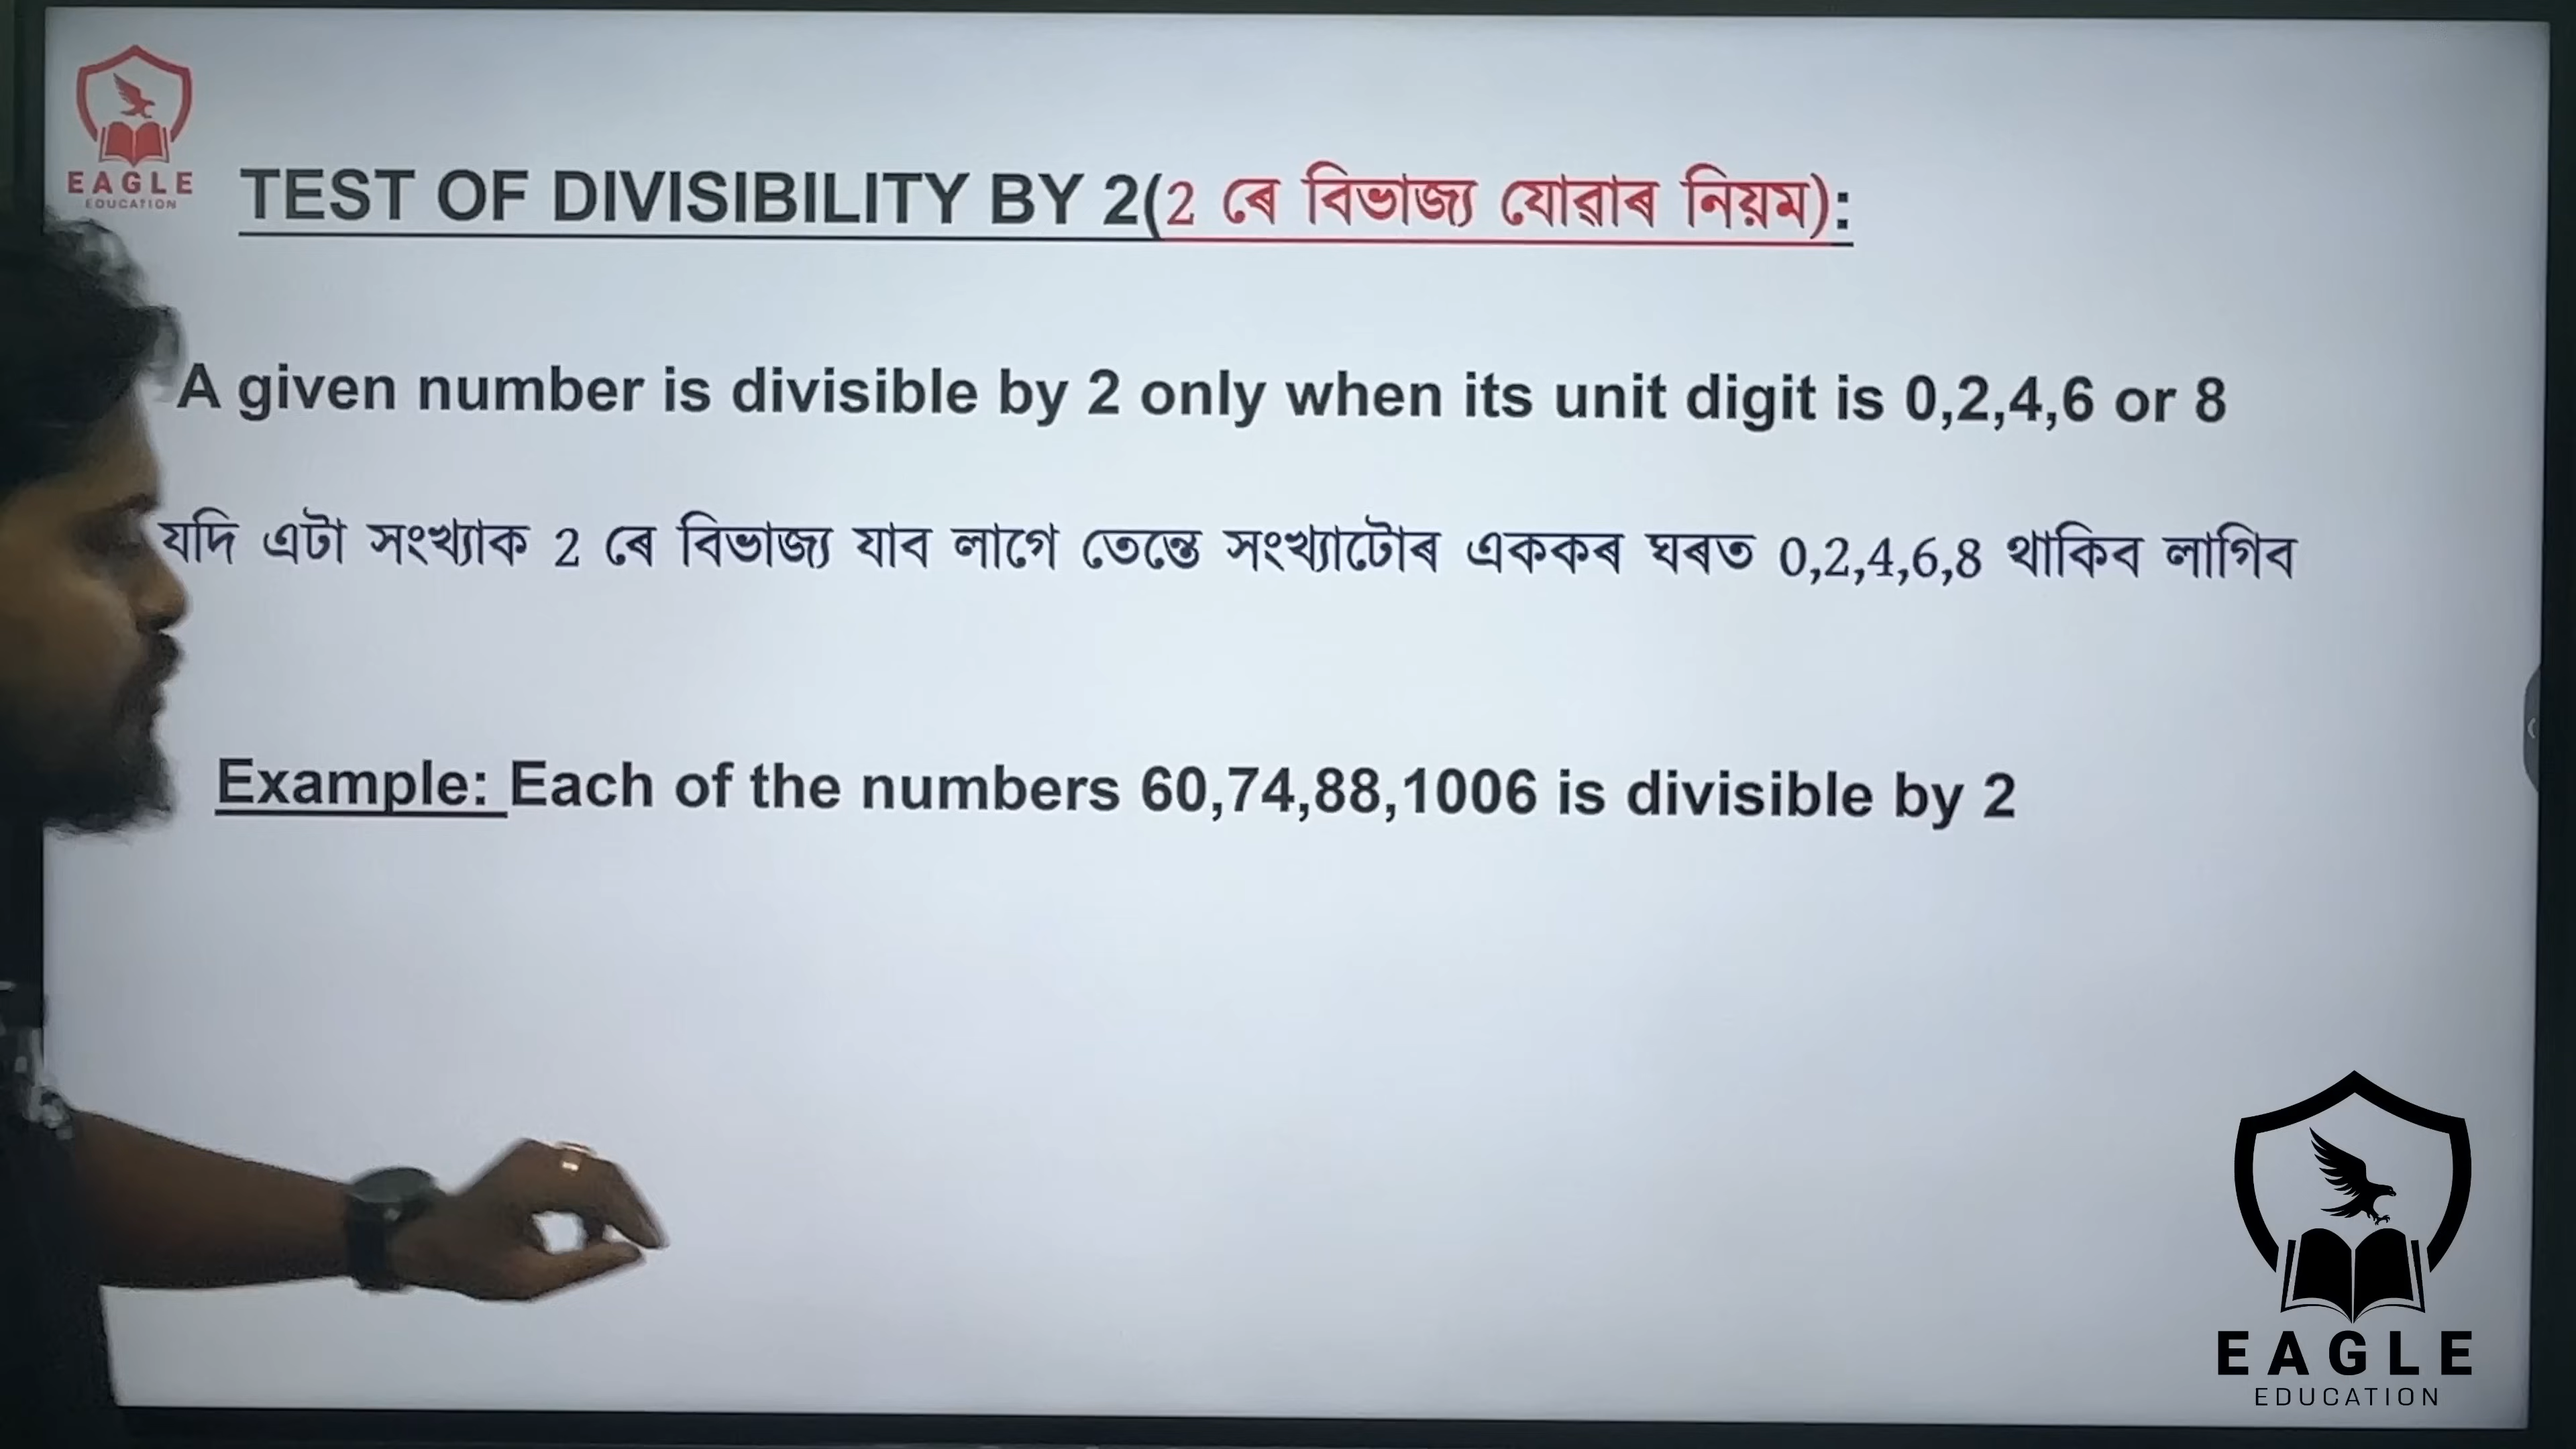 EAGLE
EDUCATION
TEST OF DIVISIBILITY BY 2(2 ৰে বিভাজ্য যোৱাৰ নিয়ম):
A given number is divisible by 2 only when its unit digit is 0,2,4,6 or 8
যদি এটা সংখ্যাক 2 ৰে বিভাজ্য যাব লাগে তেন্তে সংখ্যাটোৰ এককৰ ঘৰত 0,2,4,6,8 থাকিব লাগিব
Example: Each of the numbers 60,74,88,1006 is divisible by 2
EAGLE
EDUCATION